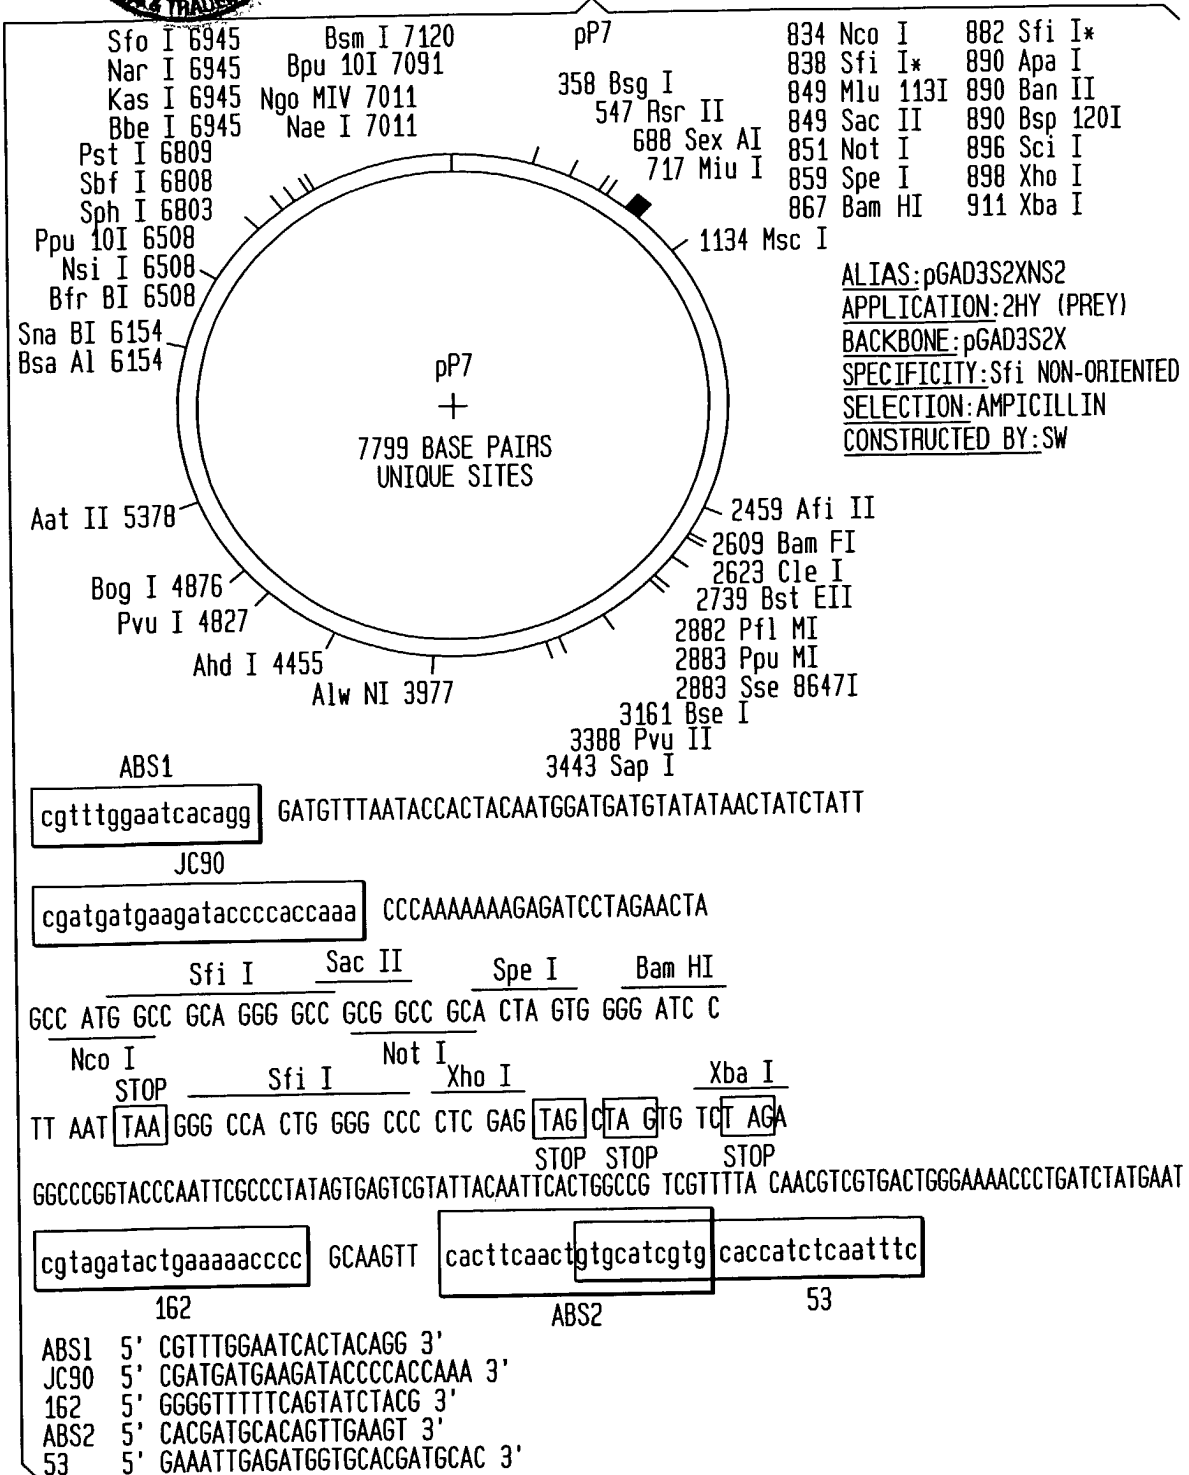 & TRADE
Sfo I 6945
Nar I 6945
Kas I 6945
Bbe I 6945
Pst I 6809
Sbf I 6808
Sph I 6803
Ppu 10I 6508
Nsi I 6508
Bfr BI 6508
Sna BI 6154
Bsa Al 6154
Bsm I 7120
Bpu 10I 7091
Ngo MIV 7011
Nae I 7011
pP7
358 Bsg I
547 Rsr II
688 Sex AI
717 Miu I
834 Nco I
838 Sfi I*
849 Mlu 113I
849 Sac II
851 Not I
859 Spe I
867 Bam HI
882 Sfi I*
890 Apa I
890 Ban II
890 Bsp 120I
896 Sci I
898 Xho I
911 Xba I
1134 Msc I
ALIAS:pGAD3S2XNS2
APPLICATION:2HY (PREY)
BACKBONE:pGAD3S2X
SPECIFICITY:Sfi NON-ORIENTED
SELECTION:AMPICILLIN
CONSTRUCTED BY:SW
pP7
7799 BASE PAIRS
UNIQUE SITES
Aat II 5378
Bog I 4876
Pvu I 4827
Ahd I 4455
Alw NI 3977
2459 Afi II
2609 Bam FI
2623 Cle I
2739 Bst EII
2882 Pfl MI
2883 Ppu MI
2883 Sse 8647I
3161 Bse I
3388 Pvu II
3443 Sap I
ABS1
cgtttggaatcacagg GATGTTTAATACCACTACAATGGATGATGTATATAACTATCTATT
JC90
cgatgatgaagataccccaccaaa CCCAAAAAAAGAGATCCTAGAACTA
Sfi I Sac II Spe I Bam HI
GCC ATG GCC GCA GGG GCC GCG GCC GCA CTA GTG GGG ATC C
Nco I Not I
STOP Sfi I Xho I Xba I
TT AAT TAA GGG CCA CTG GGG CCC CTC GAG TAG CTA GTG TCT AGA
STOP STOP STOP
GGCCCGGTACCCAATTCGCCCTATAGTGAGTCGTATTACAATTCACTGGCCG TCGTTTTA CAACGTCGTGACTGGGAAAACCCTGATCTATGAAT
cgtagatactgaaaaacccc GCAAGTT cacttcaactgtgcatcgtg caccatctcaatttc
162 ABS2 53
ABS1 5' CGTTTGGAATCACTACAGG 3'
JC90 5' CGATGATGAAGATACCCCACCAAA 3'
162 5' GGGGTTTTTCAGTATCTACG 3'
ABS2 5' CACGATGCACAGTTGAAGT 3'
53 5' GAAATTGAGATGGTGCACGATGCAC 3'